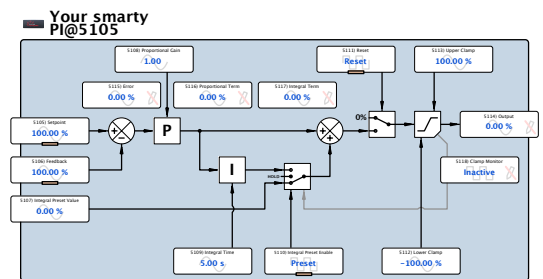 Your smarty
PI@5105
5108) Proportional Gain
1.00
5111) Reset
Reset
5113) Upper Clamp
100.00 %
5115) Error
0.00 %
5116) Proportional Term
0.00 %
5117) Integral Term
0.00 %
0%
5105) Setpoint
100.00 %
P
5114) Output
0.00 %
5106) Feedback
100.00 %
I
HOLD
5118) Clamp Monitor
Inactive
5107) Integral Preset Value
0.00 %
5109) Integral Time
5.00 s
5110) Integral Preset Enable
Preset
5112) Lower Clamp
-100.00 %